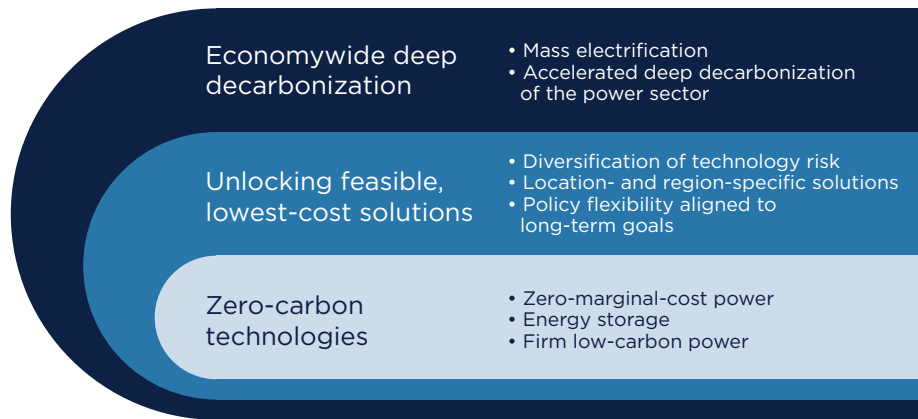 Economywide deep
decarbonization
• Mass electrification
• Accelerated deep decarbonization
of the power sector
Unlocking feasible,
lowest-cost solutions
• Diversification of technology risk
• Location- and region-specific solutions
• Policy flexibility aligned to
long-term goals
Zero-carbon
technologies
• Zero-marginal-cost power
• Energy storage
• Firm low-carbon power